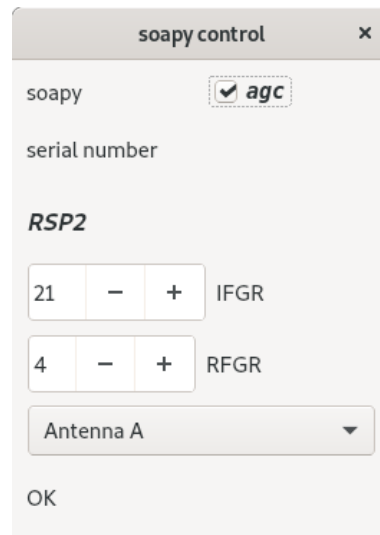 soapy control ×
soapy agc
serial number
RSP2
21 − + IFGR
4 − + RFGR
Antenna A
OK